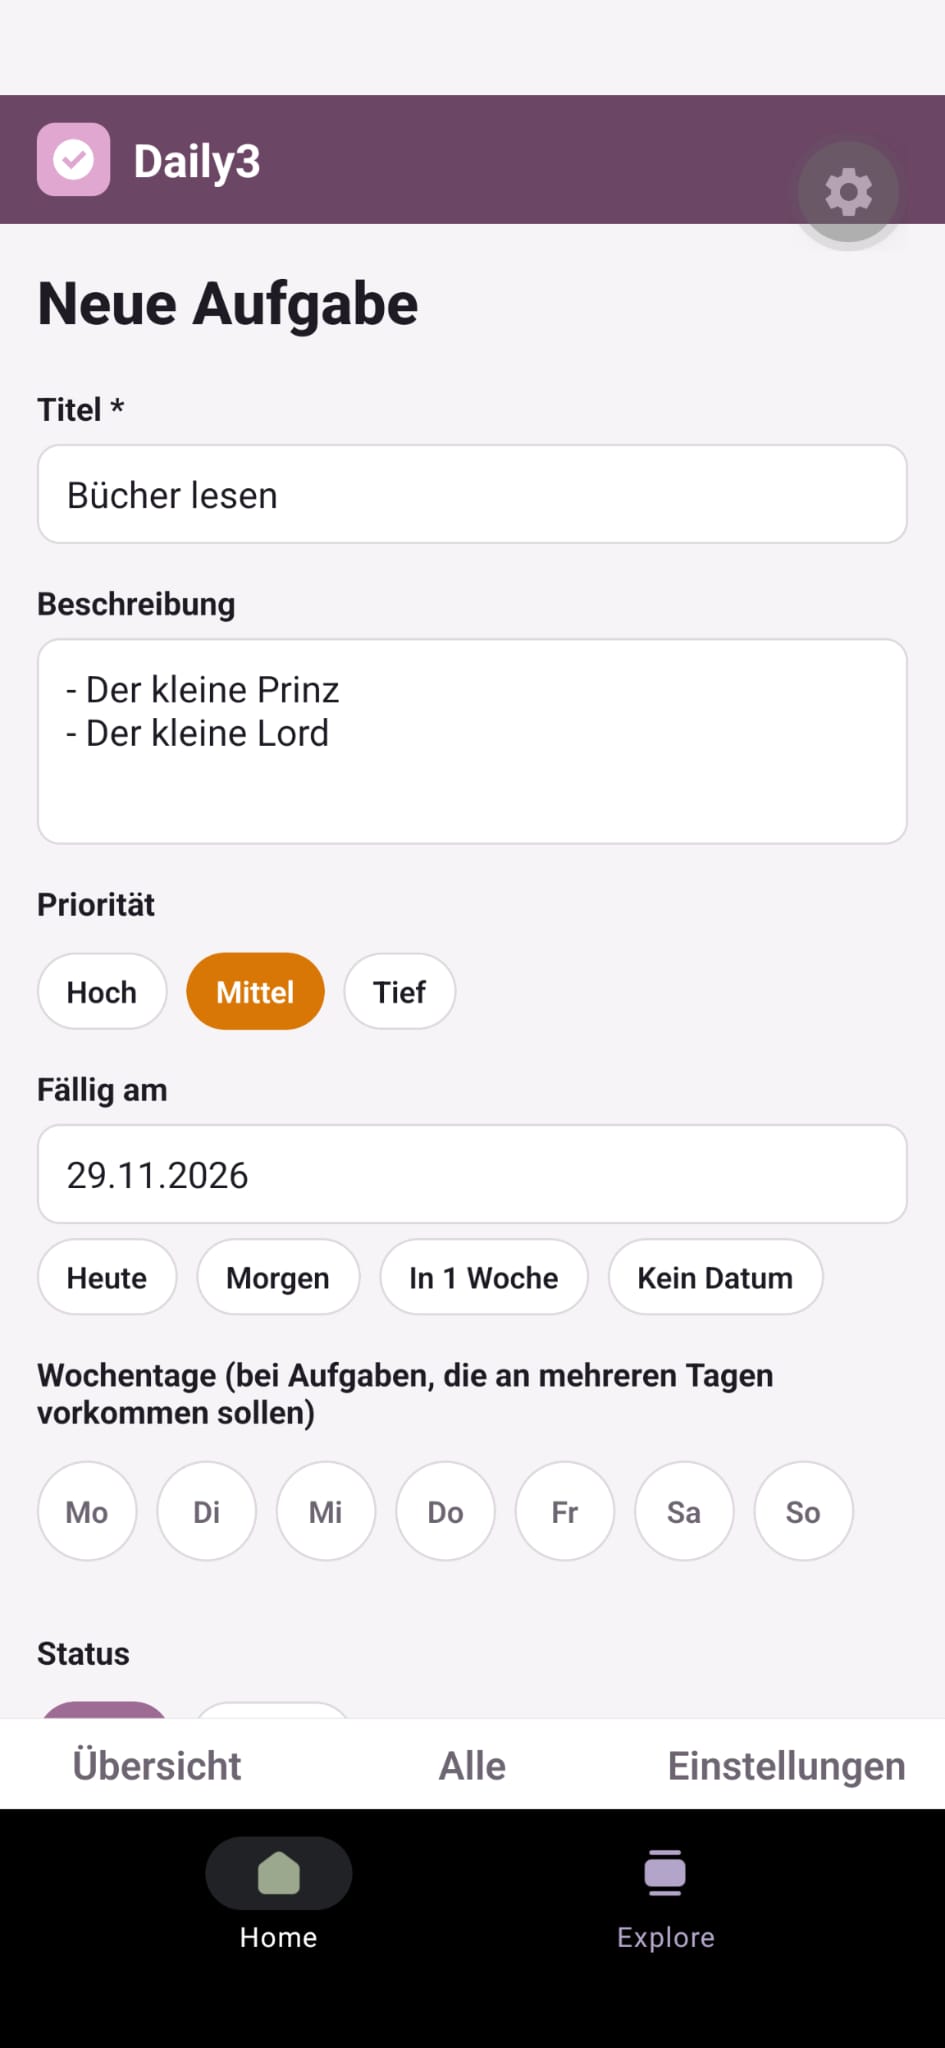 Daily3
Neue Aufgabe
Titel *
Bücher lesen
Beschreibung
- Der kleine Prinz
- Der kleine Lord
Priorität
Hoch Mittel Tief
Fällig am
29.11.2026
Heute Morgen In 1 Woche Kein Datum
Wochentage (bei Aufgaben, die an mehreren Tagen
vorkommen sollen)
Mo Di Mi Do Fr Sa So
Status
Übersicht Alle Einstellungen
Home Explore